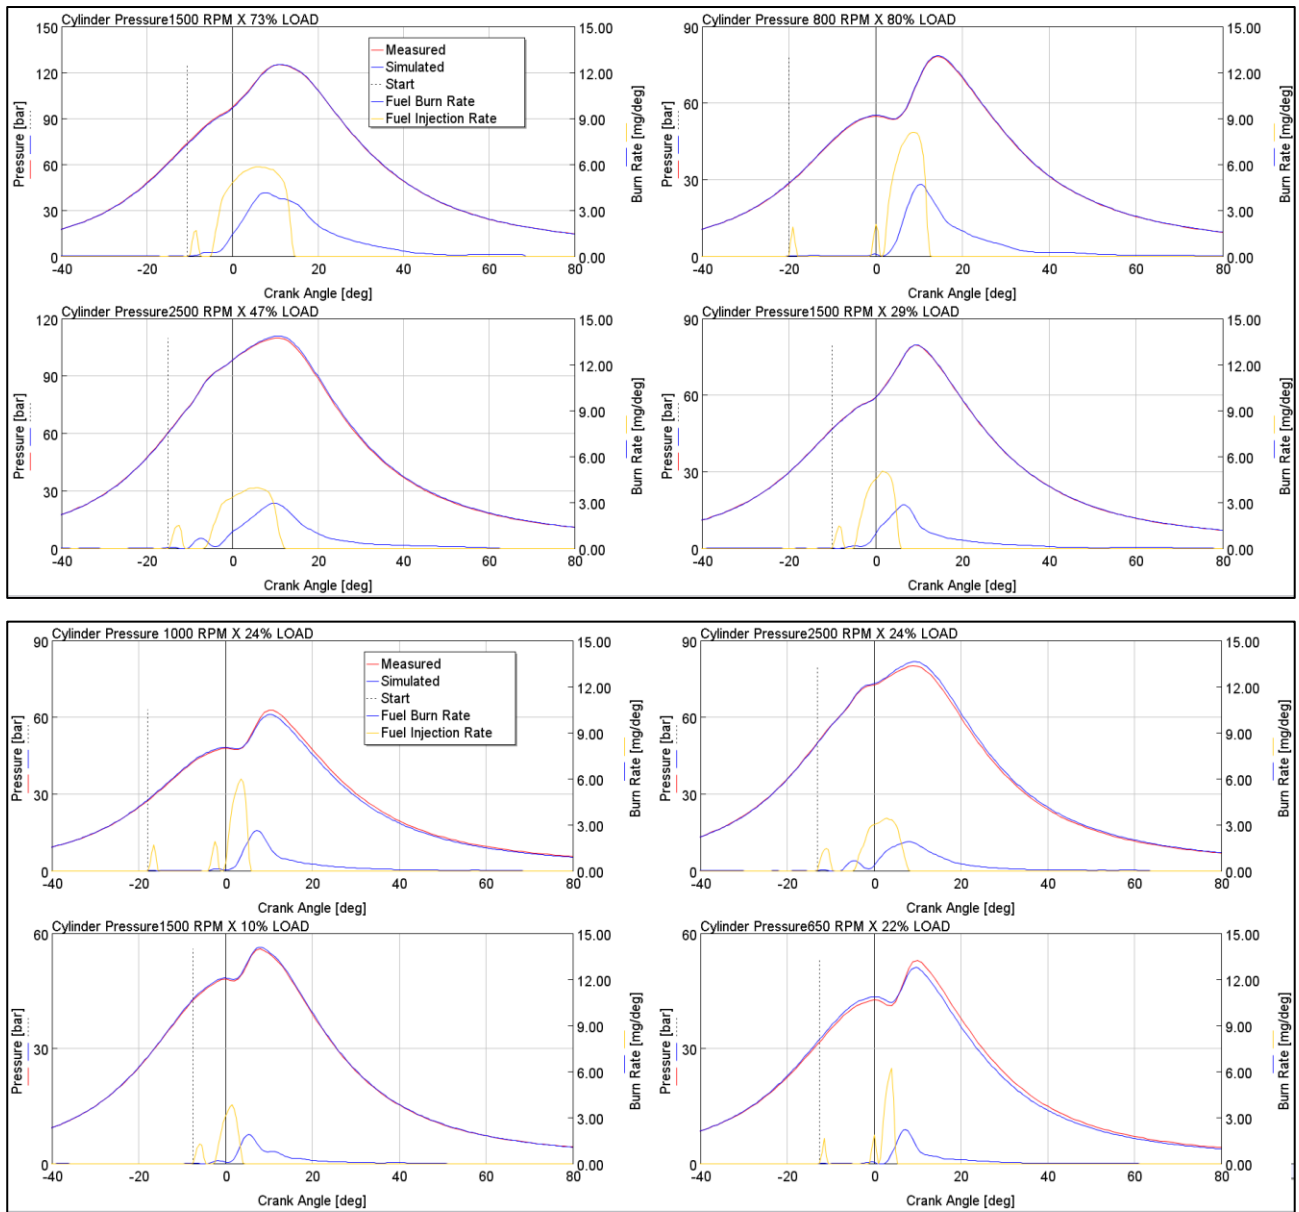 Cylinder Pressure1500 RPM X 73% LOAD
150
120
90
60
30
0
Pressure [bar]
15.00
12.00
9.00
6.00
3.00
0.00
Burn Rate [mg/deg]
Measured
Simulated
Start
Fuel Burn Rate
Fuel Injection Rate
-40 -20 0 20 40 60 80
Crank Angle [deg]
Cylinder Pressure 800 RPM X 80% LOAD
90
60
30
0
Pressure [bar]
15.00
12.00
9.00
6.00
3.00
0.00
Burn Rate [mg/deg]
-40 -20 0 20 40 60 80
Crank Angle [deg]
Cylinder Pressure2500 RPM X 47% LOAD
120
90
60
30
0
Pressure [bar]
15.00
12.00
9.00
6.00
3.00
0.00
Burn Rate [mg/deg]
-40 -20 0 20 40 60 80
Crank Angle [deg]
Cylinder Pressure1500 RPM X 29% LOAD
90
60
30
0
Pressure [bar]
15.00
12.00
9.00
6.00
3.00
0.00
Burn Rate [mg/deg]
-40 -20 0 20 40 60 80
Crank Angle [deg]
Cylinder Pressure 1000 RPM X 24% LOAD
90
60
30
0
Pressure [bar]
15.00
12.00
9.00
6.00
3.00
0.00
Burn Rate [mg/deg]
Measured
Simulated
Start
Fuel Burn Rate
Fuel Injection Rate
-40 -20 0 20 40 60 80
Crank Angle [deg]
Cylinder Pressure2500 RPM X 24% LOAD
90
60
30
0
Pressure [bar]
15.00
12.00
9.00
6.00
3.00
0.00
Burn Rate [mg/deg]
-40 -20 0 20 40 60 80
Crank Angle [deg]
Cylinder Pressure1500 RPM X 10% LOAD
60
30
0
Pressure [bar]
15.00
12.00
9.00
6.00
3.00
0.00
Burn Rate [mg/deg]
-40 -20 0 20 40 60 80
Crank Angle [deg]
Cylinder Pressure650 RPM X 22% LOAD
60
30
0
Pressure [bar]
15.00
12.00
9.00
6.00
3.00
0.00
Burn Rate [mg/deg]
-40 -20 0 20 40 60 80
Crank Angle [deg]